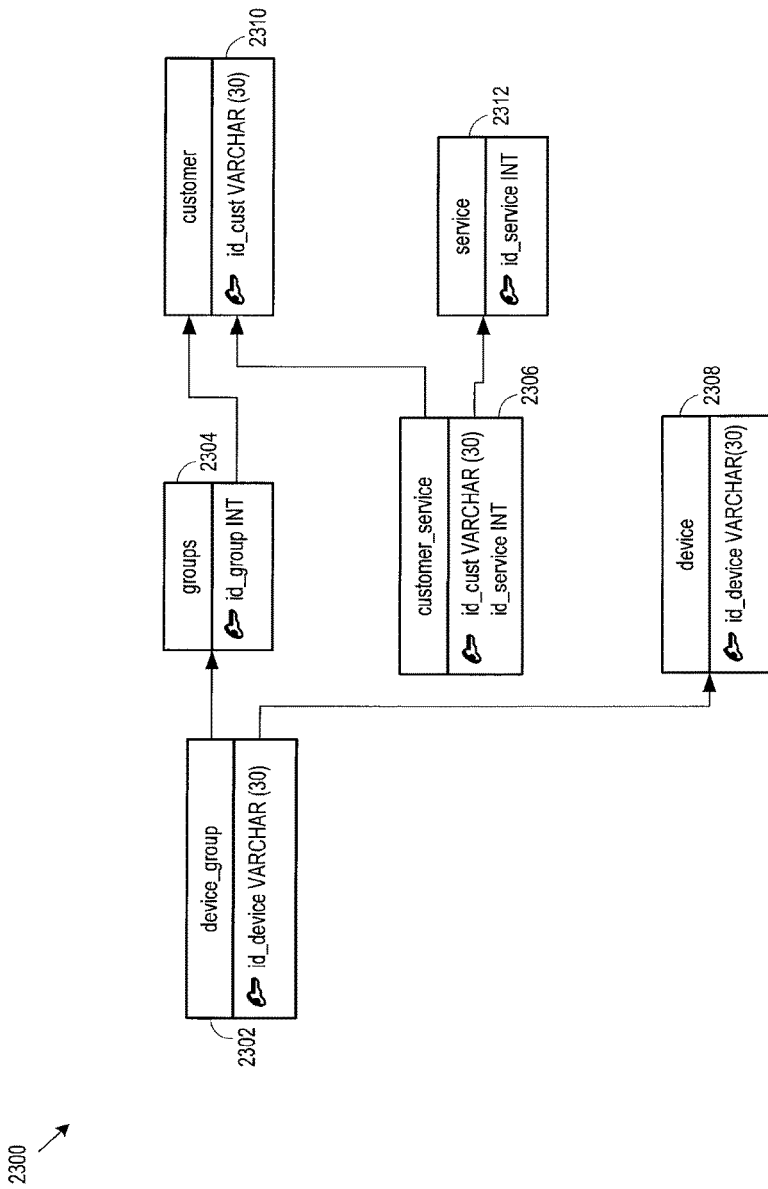 2300
device_group
id_device VARCHAR (30)
2302
groups
id_group INT
2304
customer
id_cust VARCHAR (30)
2310
customer_service
id_cust VARCHAR (30)
id_service INT
2306
service
id_service INT
2312
device
id_device VARCHAR(30)
2308